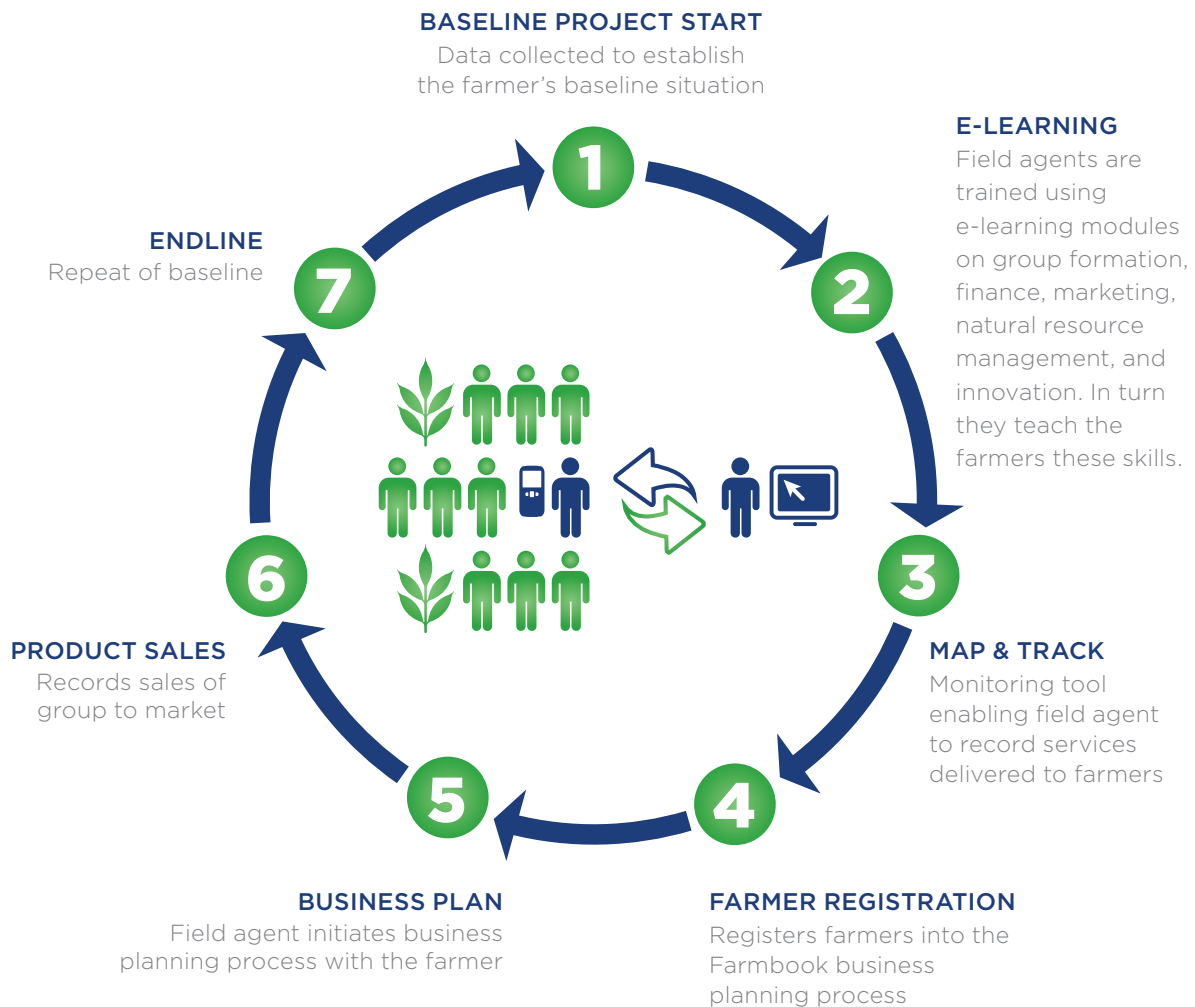 BASELINE PROJECT START
Data collected to establish
the farmer's baseline situation
1
E-LEARNING
Field agents are
trained using
e-learning modules
on group formation,
finance, marketing,
natural resource
management, and
innovation. In turn
they teach the
farmers these skills.
2
3
MAP & TRACK
Monitoring tool
enabling field agent
to record services
delivered to farmers
4
FARMER REGISTRATION
Registers farmers into the
Farmbook business
planning process
5
BUSINESS PLAN
Field agent initiates business
planning process with the farmer
6
PRODUCT SALES
Records sales of
group to market
7
ENDLINE
Repeat of baseline